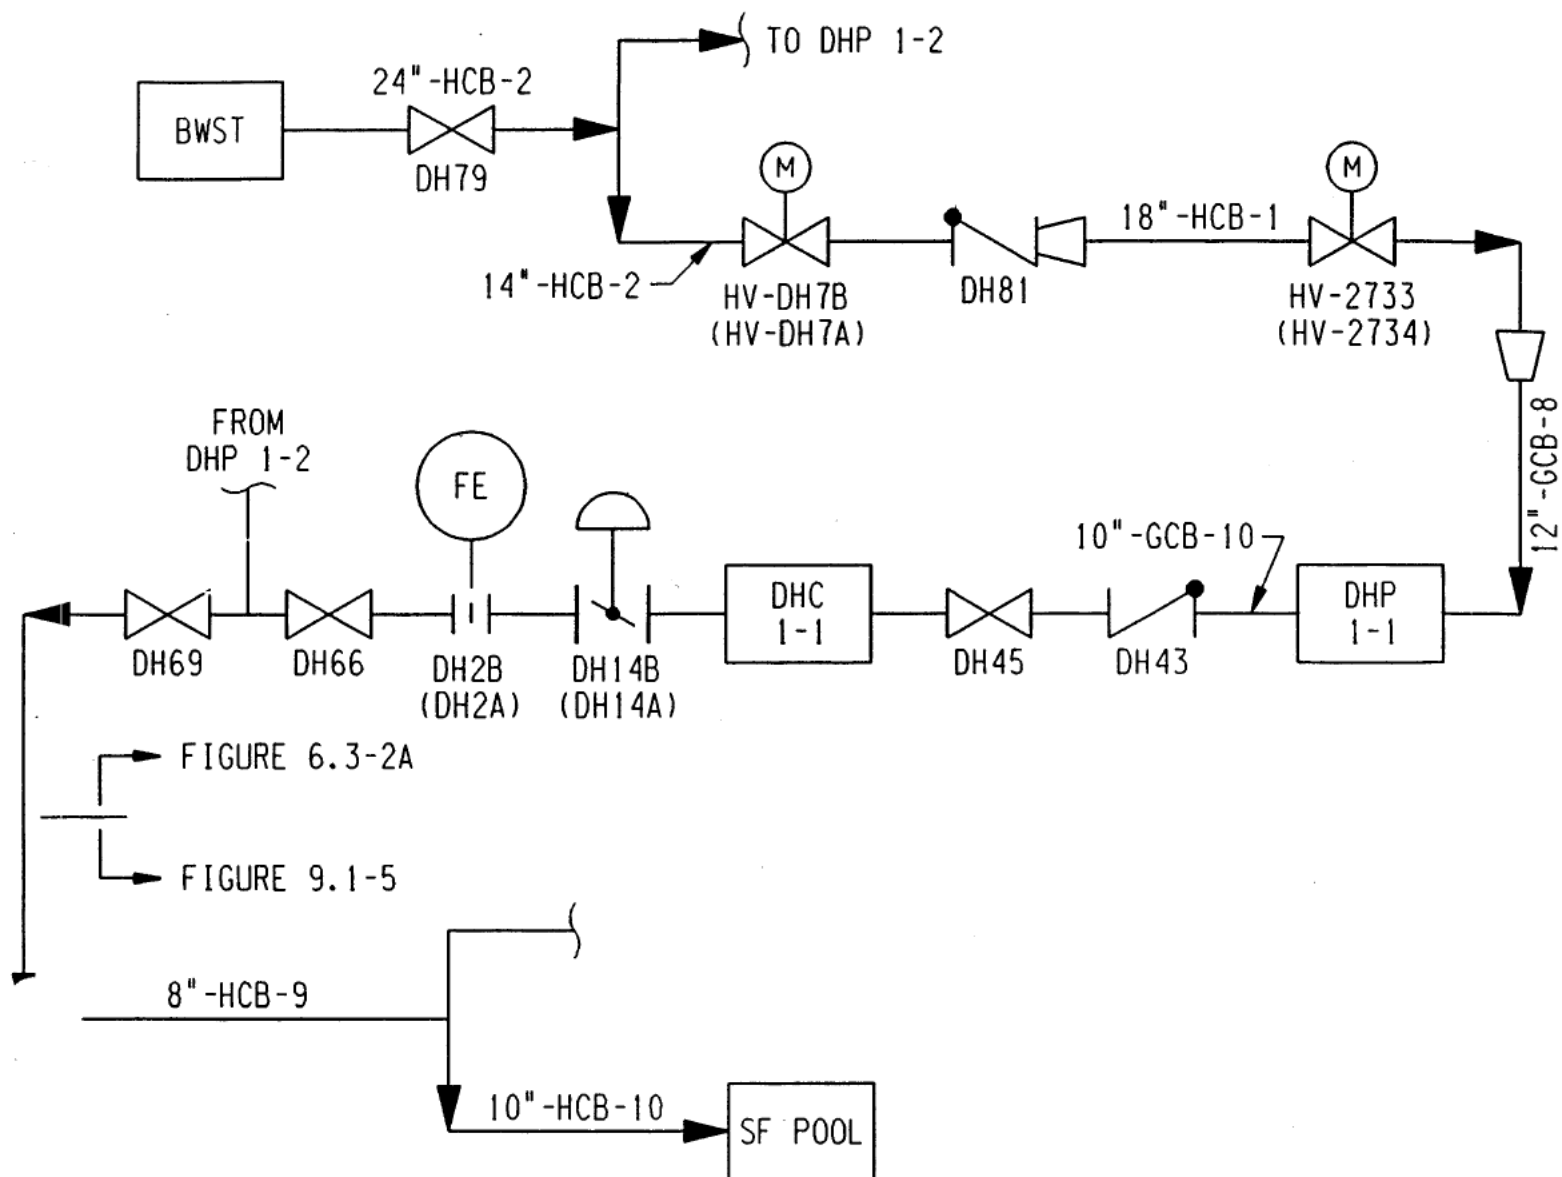 TO DHP 1-2
24"-HCB-2
BWST
DH79
M
M
18"-HCB-1
14"-HCB-2
HV-DH7B
(HV-DH7A)
DH81
HV-2733
(HV-2734)
12"-GCB-8
FROM
DHP 1-2
FE
10"-GCB-10
DHC
1-1
DHP
1-1
DH69
DH66
DH2B
(DH2A)
DH14B
(DH14A)
DH45
DH43
FIGURE 6.3-2A
FIGURE 9.1-5
8"-HCB-9
10"-HCB-10
SF POOL